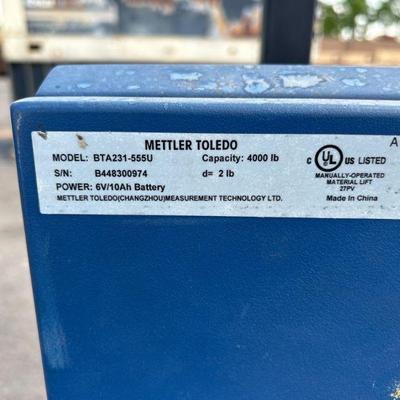 METTLER TOLEDO
MODEL: BTA231-555U Capacity: 4000 lb
S/N: B448300974 d= 2 lb
POWER: 6V/10Ah Battery
METTLER TOLEDO(CHANGZHOU)MEASUREMENT TECHNOLOGY LTD.
A
C UL US LISTED
MANUALLY-OPERATED
MATERIAL LIFT
27PV
Made In China